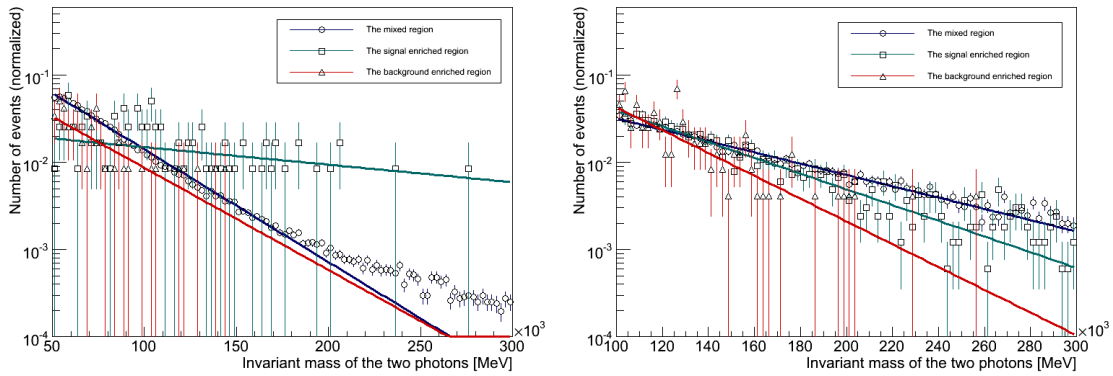 Number of events (normalized)
The mixed region
The signal enriched region
The background enriched region
10^-1
10^-2
10^-3
10^-4
50 100 150 200 250 300
×10^3
Invariant mass of the two photons [MeV]
Number of events (normalized)
The mixed region
The signal enriched region
The background enriched region
10^-1
10^-2
10^-3
10^-4
100 120 140 160 180 200 220 240 260 280 300
×10^3
Invariant mass of the two photons [MeV]